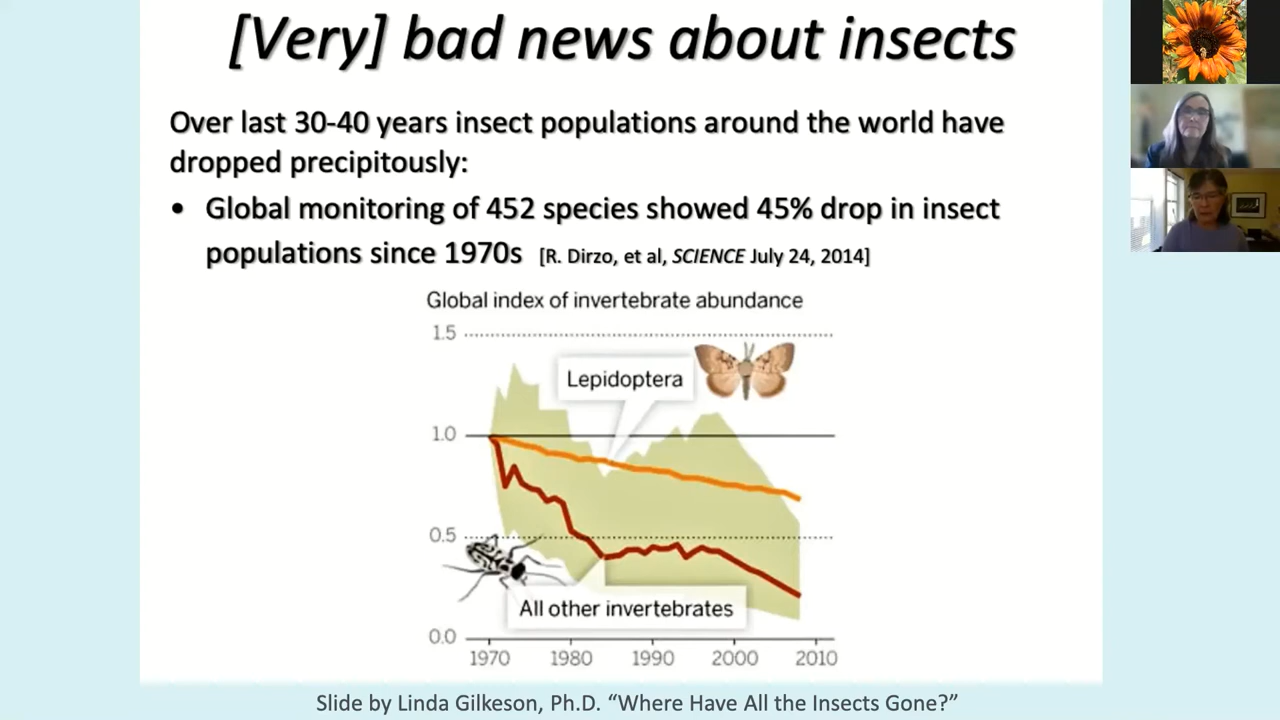 [Very] bad news about insects
Over last 30-40 years insect populations around the world have
dropped precipitously:
• Global monitoring of 452 species showed 45% drop in insect
populations since 1970s [R. Dirzo, et al, SCIENCE July 24, 2014]
Global index of invertebrate abundance
1.5
Lepidoptera
1.0
0.5
All other invertebrates
0.0
1970 1980 1990 2000 2010
Slide by Linda Gilkeson, Ph.D. “Where Have All the Insects Gone?”